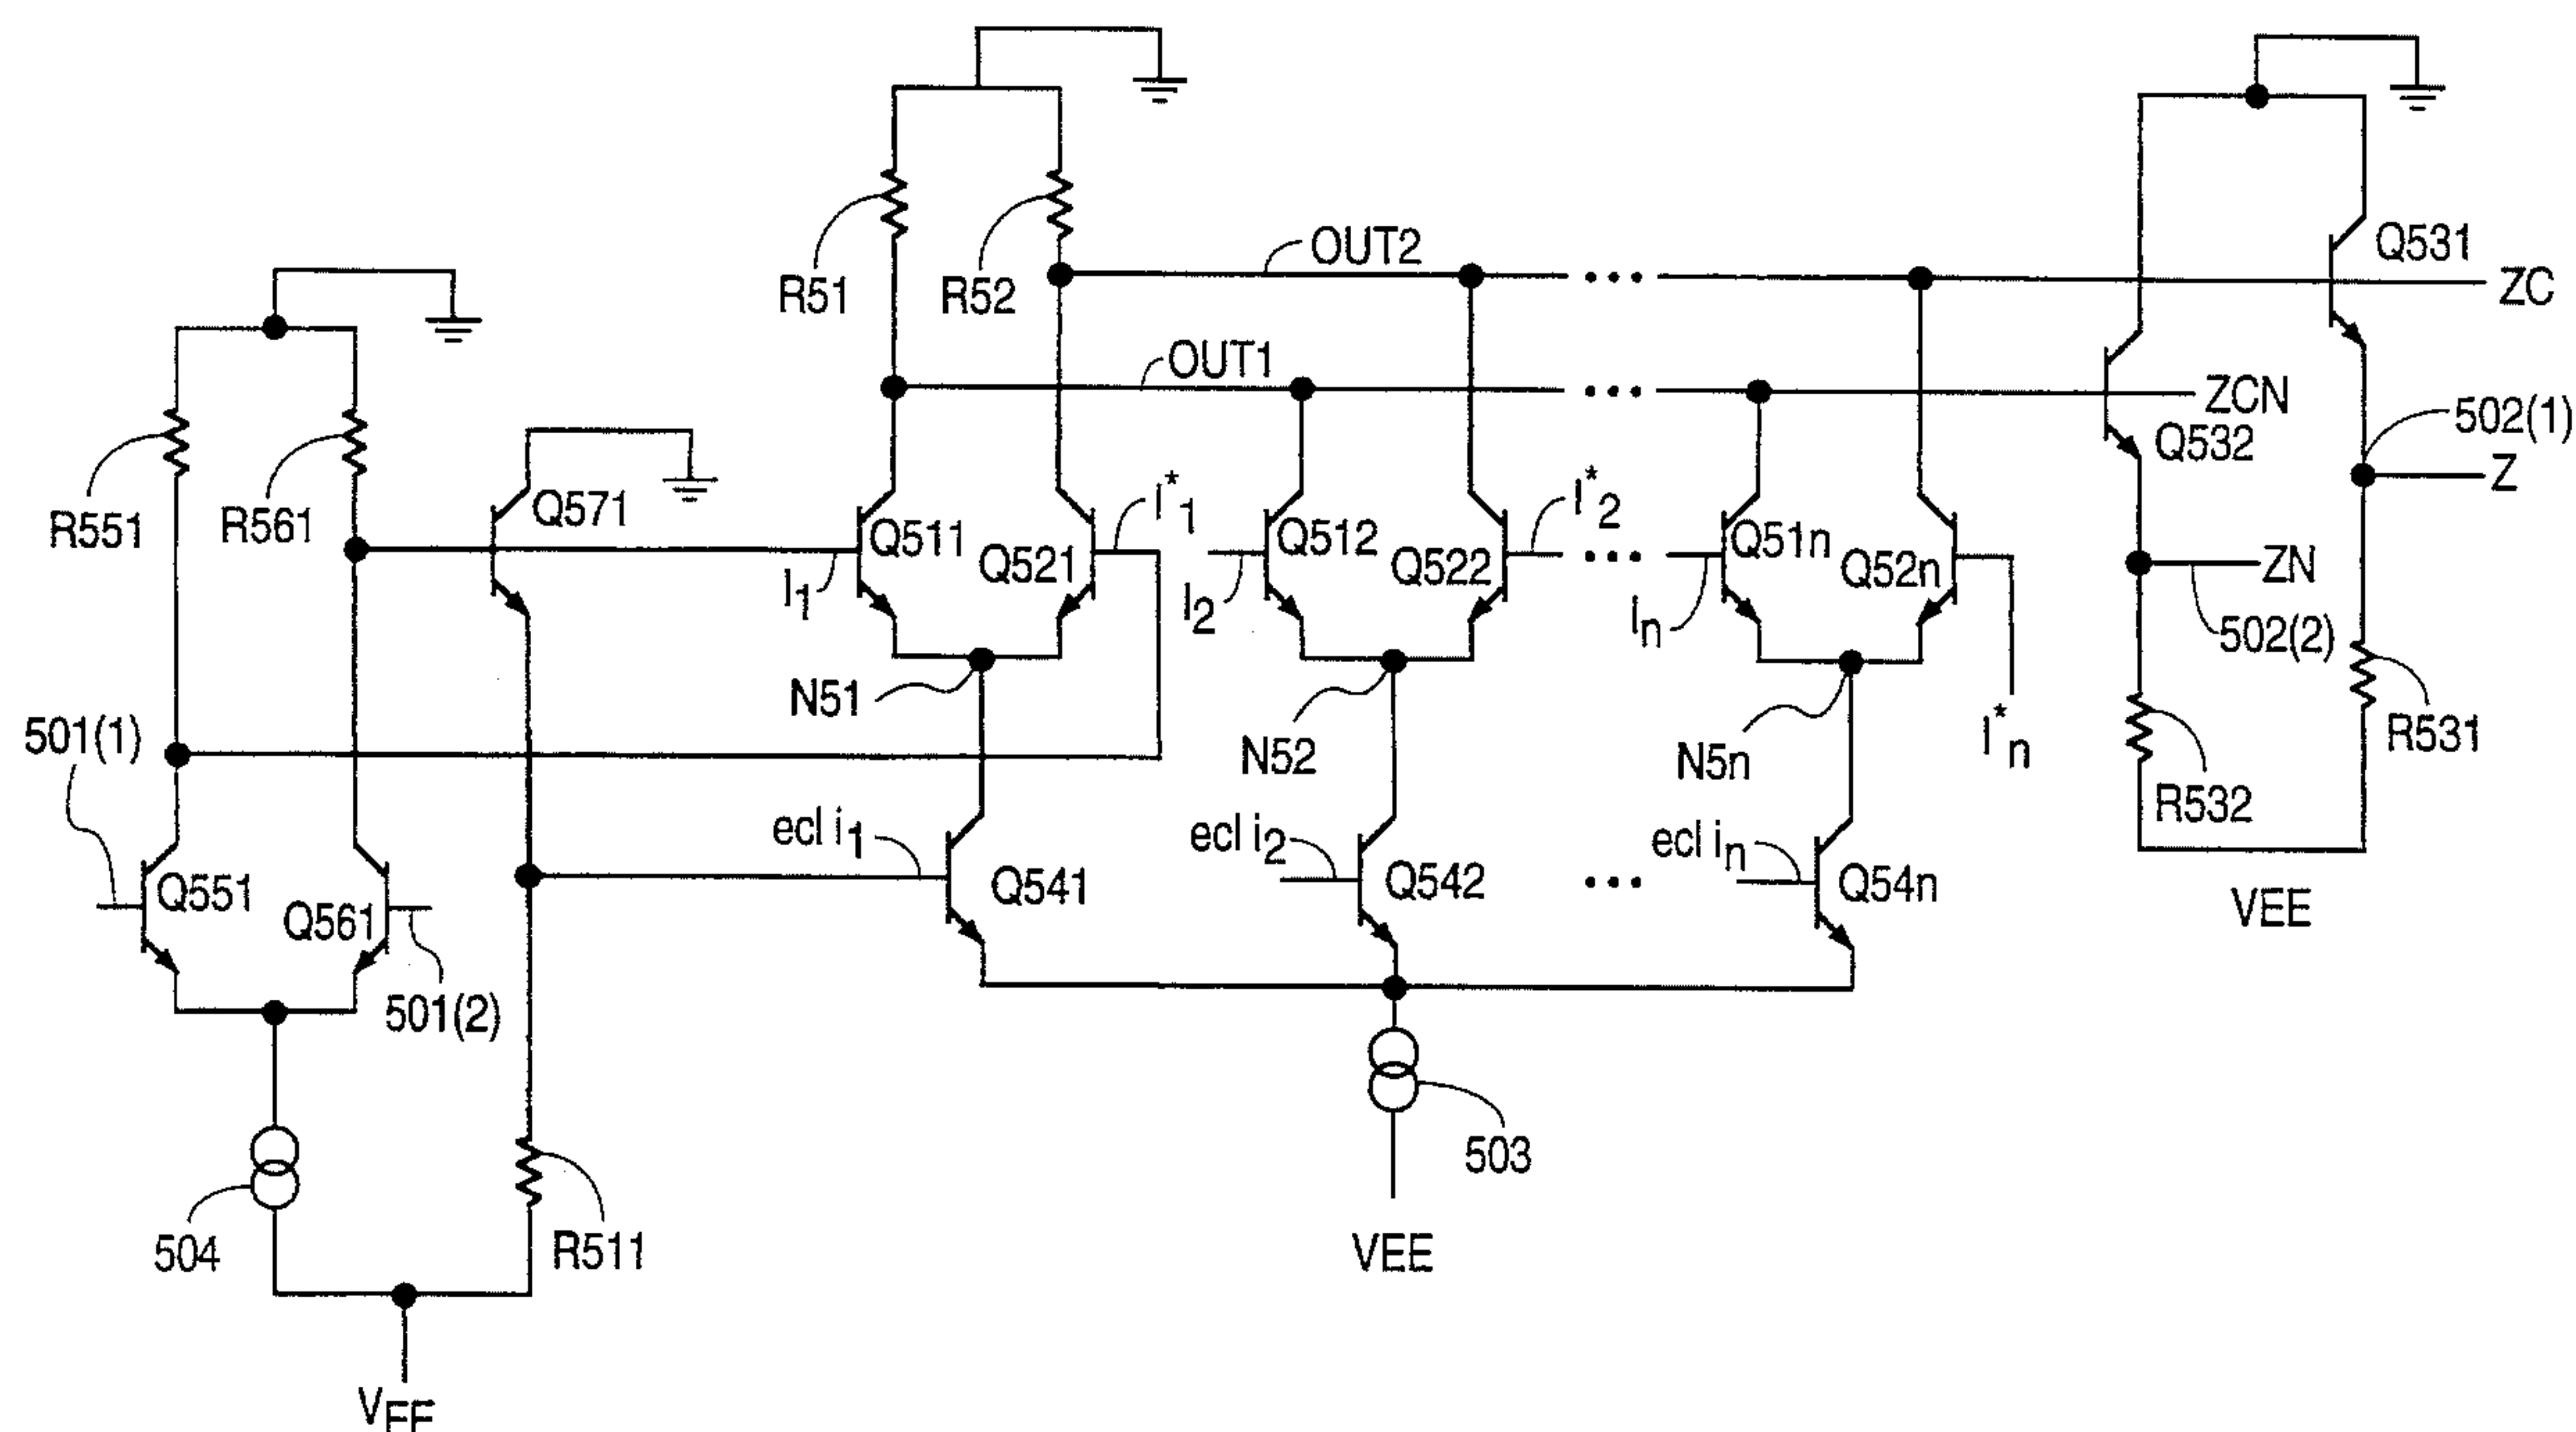 Q531
OUT2
R51
R52
ZC
OUT1
ZCN
502(1)
Q532
Z
R551
R561
Q571
Q511
I*1
Q521
Q512
I*2
Q522
Q51n
Q52n
ZN
I1
I2
In
502(2)
N51
501(1)
N52
N5n
I*n
R531
R532
ecl i1
ecl i2
ecl in
Q551
Q561
Q541
Q542
Q54n
VEE
501(2)
503
504
R511
VEE
VEE